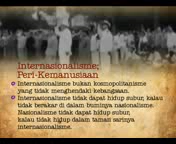 Internasionalisme;
Peri-Kemanusiaan
Internasionalisme bukan kosmopolitanisme
yang tidak menghendaki kebangsaan.
Internasionalisme tidak dapat hidup subur, kalau
tidak berakar di dalam buminya nasionalisme.
Nasionalisme tidak dapat hidup subur,
kalau tidak hidup dalam taman sarinya
internasionalisme.